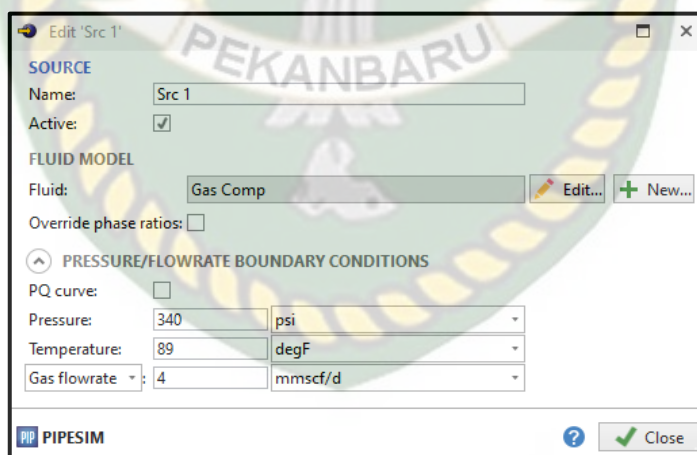 Edit 'Src 1'
PEKANBARU
SOURCE
Name: Src 1
Active:
FLUID MODEL
Fluid: Gas Comp Edit... New...
Override phase ratios:
PRESSURE/FLOWRATE BOUNDARY CONDITIONS
PQ curve:
Pressure: 340 psi
Temperature: 89 degF
Gas flowrate : 4 mmscf/d
PIP PIPESIM ? Close